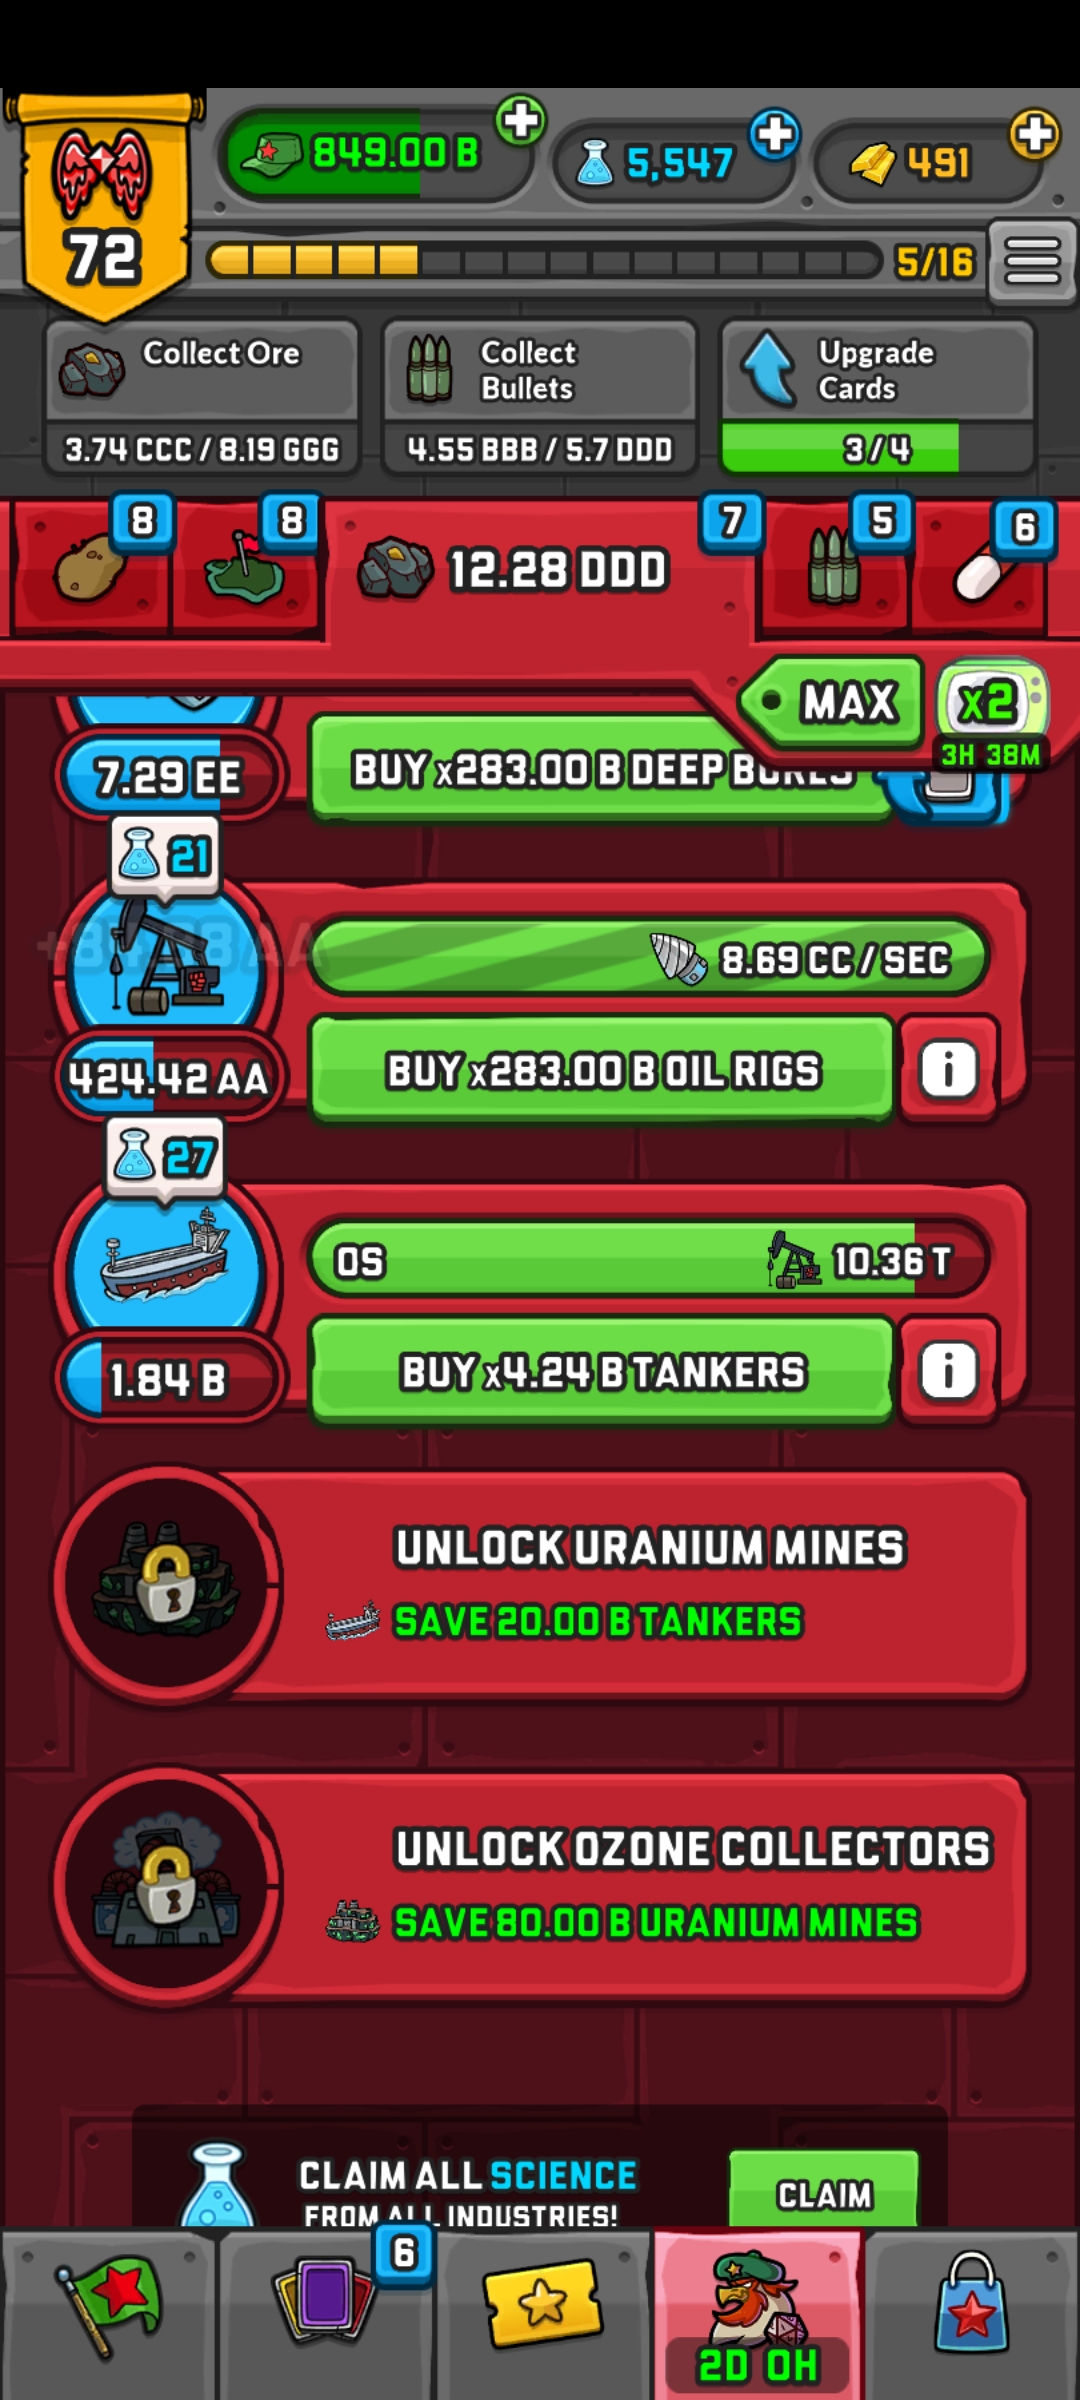 849.00 B
5,547
491
72
5/16
Collect Ore
3.74 CCC / 8.19 GGG
Collect
Bullets
4.55 BBB / 5.7 DDD
Upgrade
Cards
3/4
8
8
12.28 DDD
7
5
6
MAX
x2
3H 38M
7.29 EE
BUY x283.00 B DEEP BORES
21
8.69 CC / SEC
424.42 AA
BUY x283.00 B OIL RIGS
i
27
0S
10.36 T
1.84 B
BUY x4.24 B TANKERS
i
UNLOCK URANIUM MINES
SAVE 20.00 B TANKERS
UNLOCK OZONE COLLECTORS
SAVE 80.00 B URANIUM MINES
CLAIM ALL SCIENCE
FROM ALL INDUSTRIES!
CLAIM
6
2D 0H